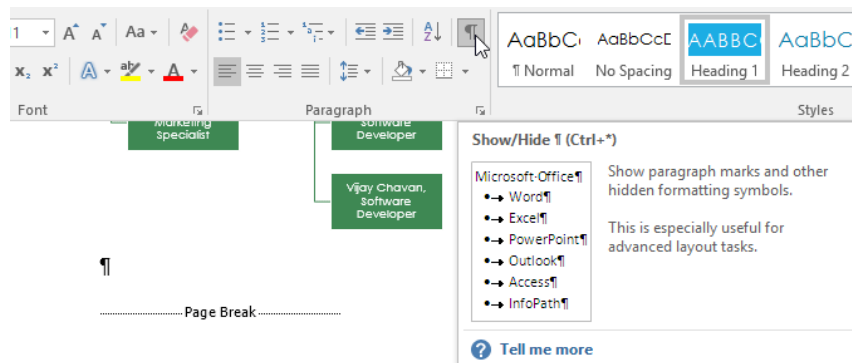 11 A A Aa
A Z ¶
x₂ x² A ab A
Font Paragraph Styles
AaBbC AaBbCcD AABBC AaBbC
¶ Normal No Spacing Heading 1 Heading 2
Marketing
Specialist
Software
Developer
Vijay Chavan,
Software
Developer
¶
Page Break
Show/Hide ¶ (Ctrl+*)
Microsoft·Office¶
Word¶
Excel¶
PowerPoint¶
Outlook¶
Access¶
InfoPath¶
Show paragraph marks and other
hidden formatting symbols.
This is especially useful for
advanced layout tasks.
? Tell me more